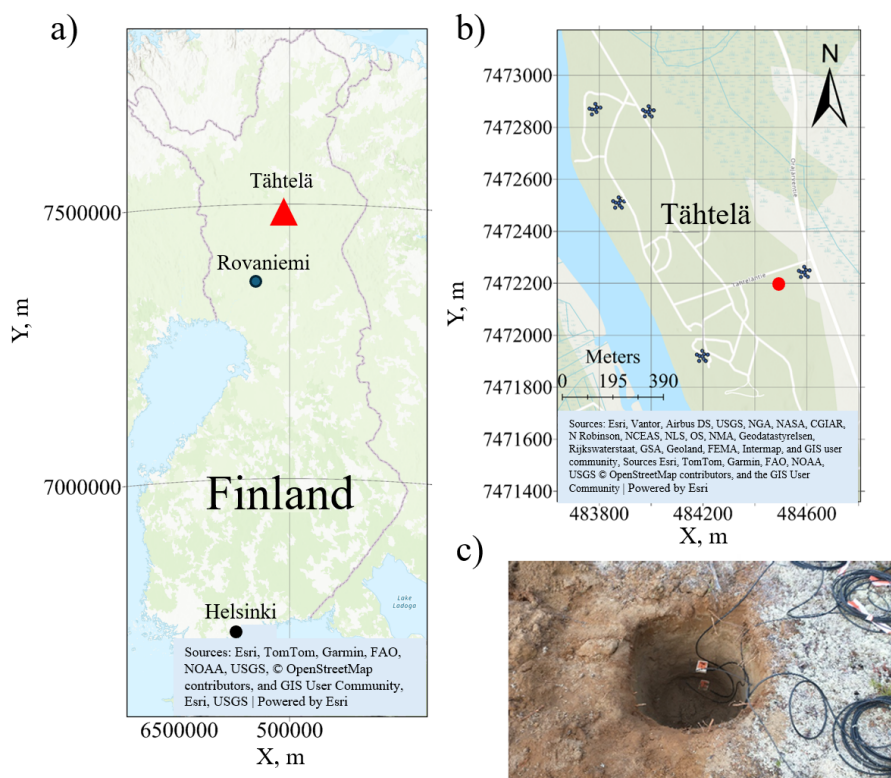 a)
Tähtelä
7500000
Rovaniemi
Y, m
7000000
Finland
Helsinki
Lake
Ladoga
Sources: Esri, TomTom, Garmin, FAO,
NOAA, USGS, © OpenStreetMap
contributors, and GIS User Community,
Esri, USGS | Powered by Esri
6500000
500000
X, m
b)
N
7473000
7472800
7472600
7472400
7472200
7472000
7471800
7471600
7471400
Y, m
Tähtelä
Tähteläntie
Meters
0 195 390
Sources: Esri, Vantor, Airbus DS, USGS, NGA, NASA, CGIAR,
N Robinson, NCEAS, NLS, OS, NMA, Geodatastyrelsen,
Rijkswaterstaat, GSA, Geoland, FEMA, Intermap, and GIS user
community, Sources Esri, TomTom, Garmin, FAO, NOAA,
USGS © OpenStreetMap contributors, and the GIS User
Community | Powered by Esri
483800 484200 484600
X, m
c)